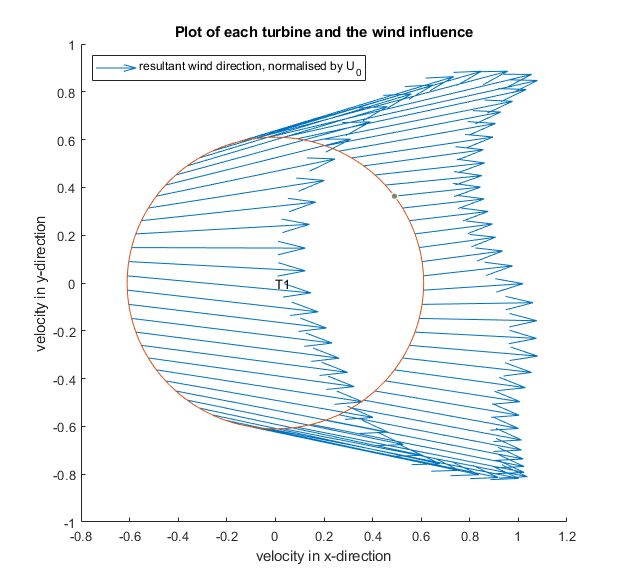 Plot of each turbine and the wind influence
resultant wind direction, normalised by U0
1
0.8
0.6
0.4
0.2
0
-0.2
-0.4
-0.6
-0.8
-1
velocity in y-direction
T1
-0.8 -0.6 -0.4 -0.2 0 0.2 0.4 0.6 0.8 1 1.2
velocity in x-direction